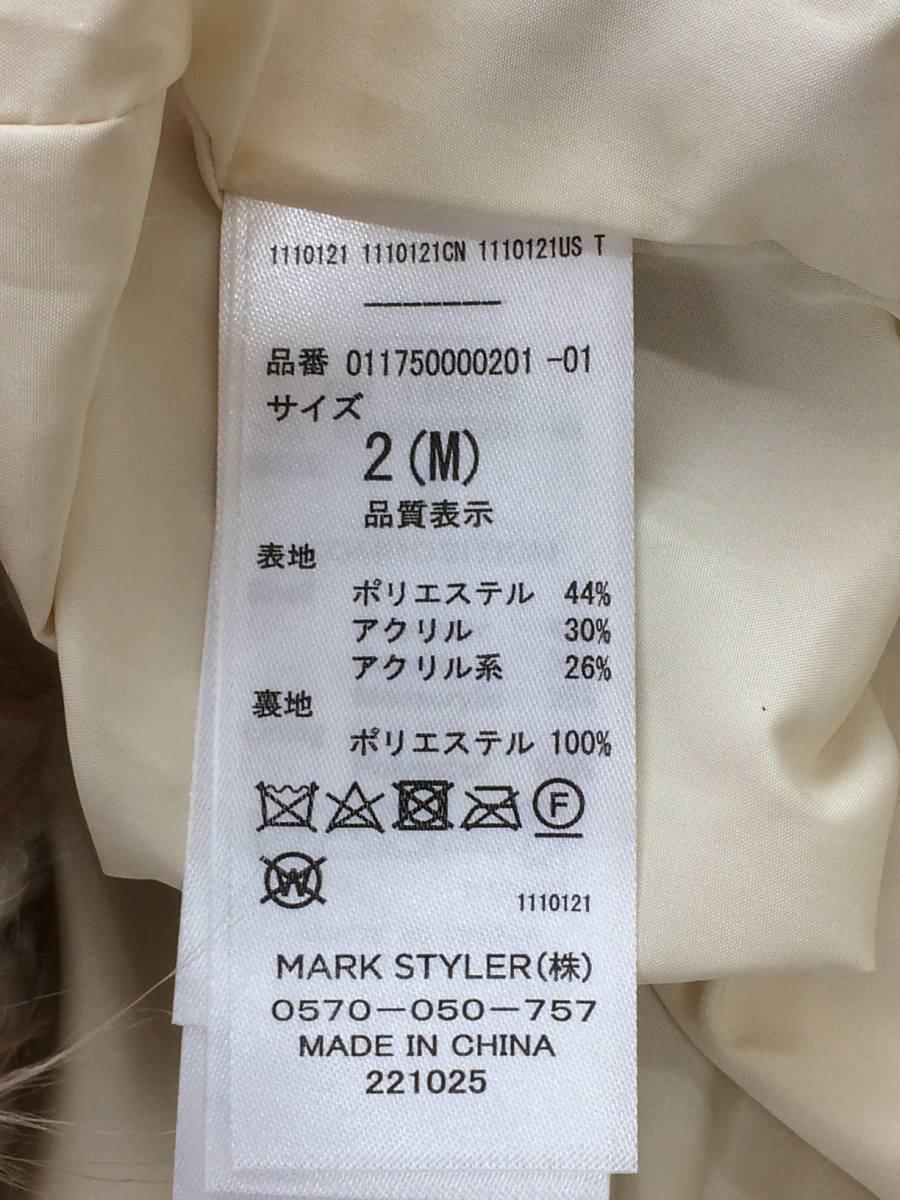 1110121 1110121CN 1110121US T
品番 011750000201 -01
サイズ
2(M)
品質表示
表地
ポリエステル 44%
アクリル 30%
アクリル系 26%
裏地
ポリエステル 100%
F
W
1110121
MARK STYLER(株)
0570-050-757
MADE IN CHINA
221025